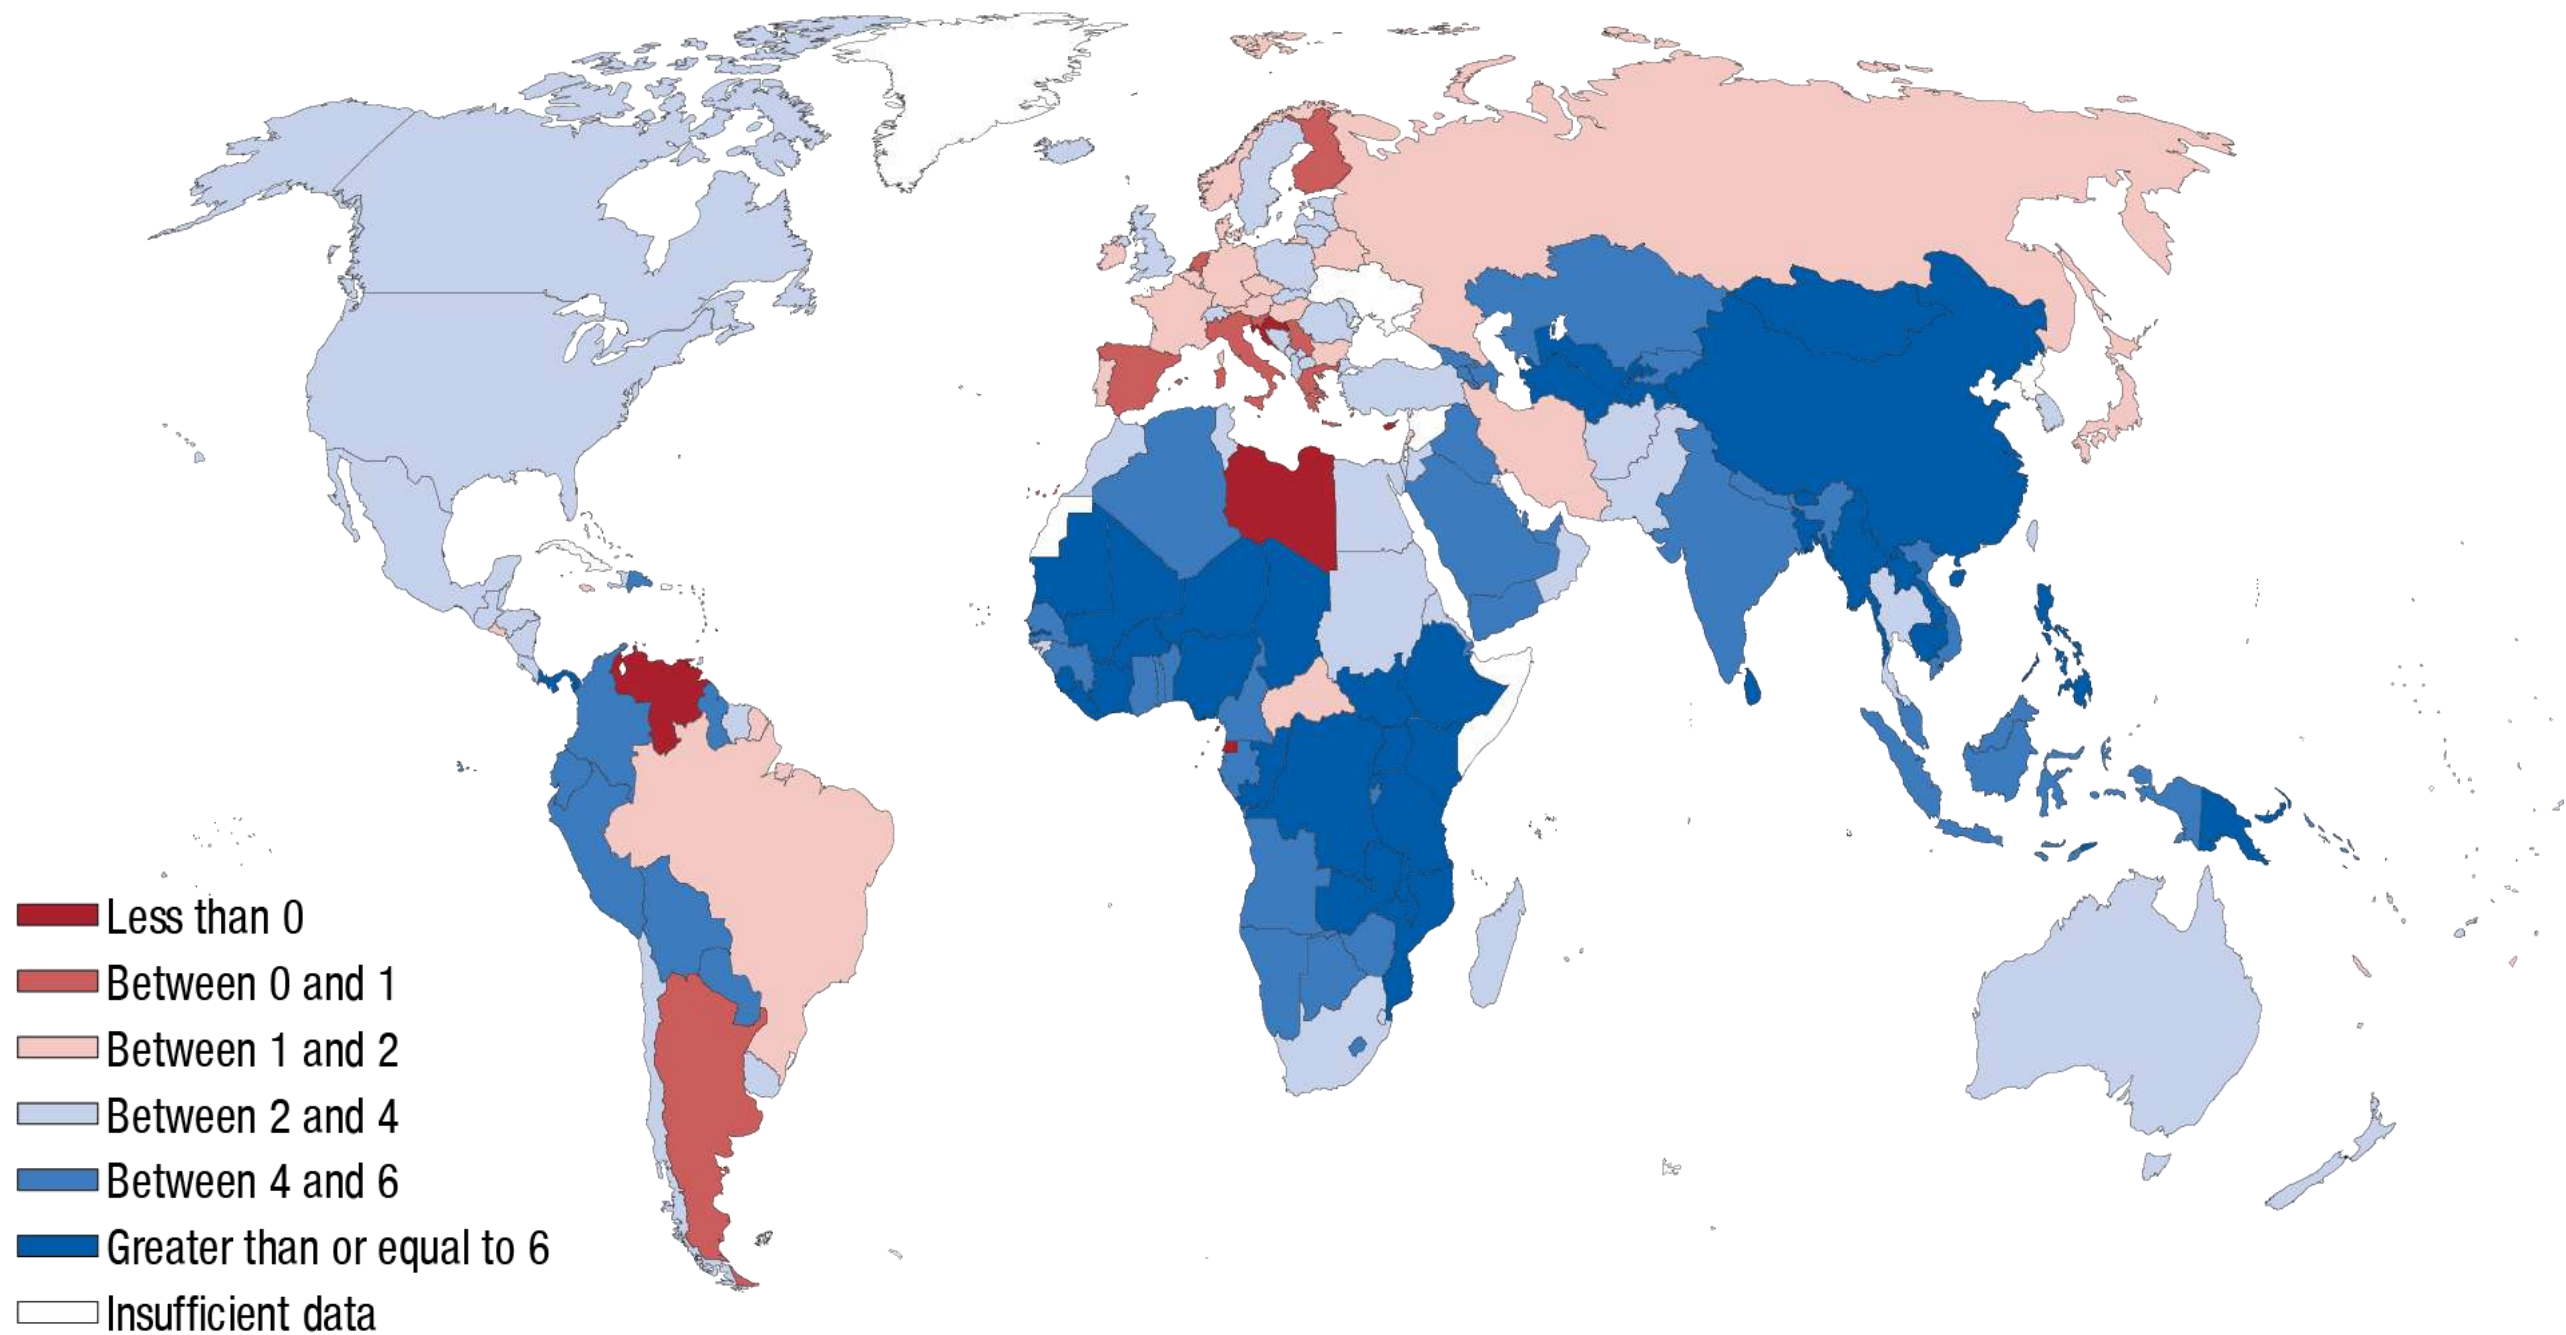 Less than 0
Between 0 and 1
Between 1 and 2
Between 2 and 4
Between 4 and 6
Greater than or equal to 6
Insufficient data